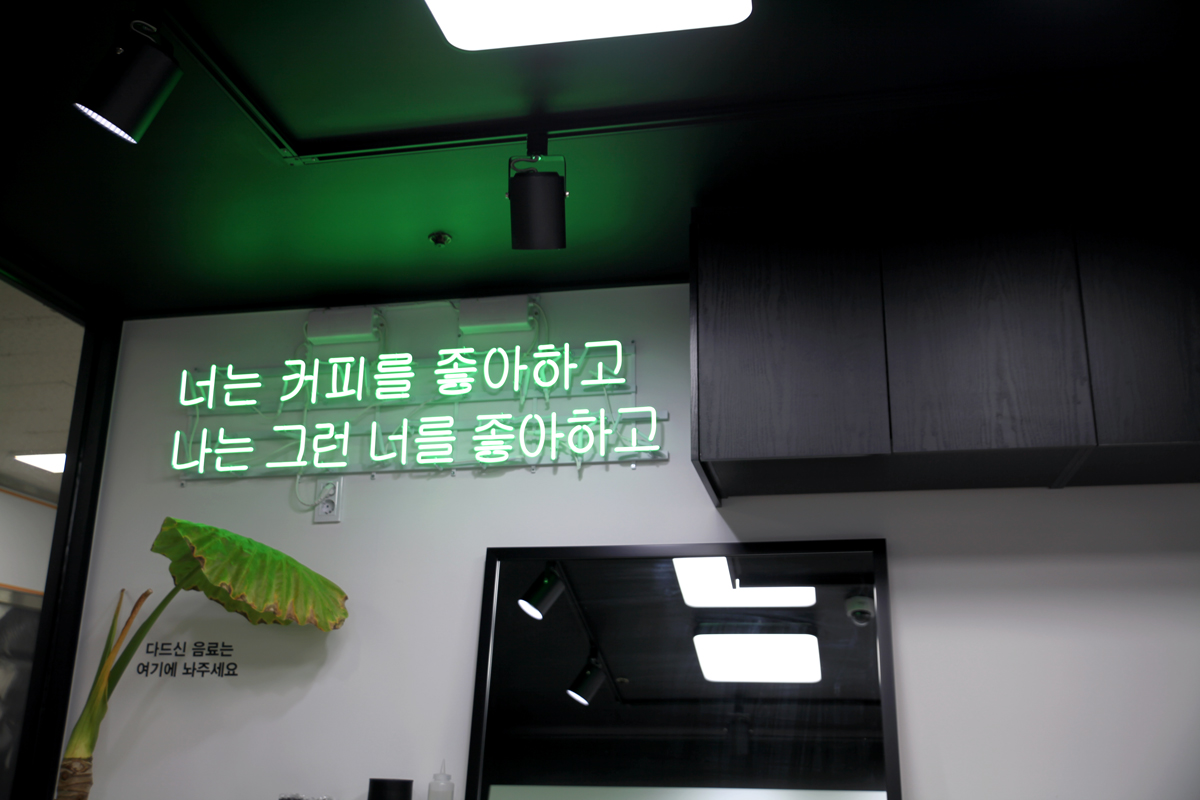 너는 커피를 좋아하고
나는 그런 너를 좋아하고
다드신 음료는
여기에 놔주세요